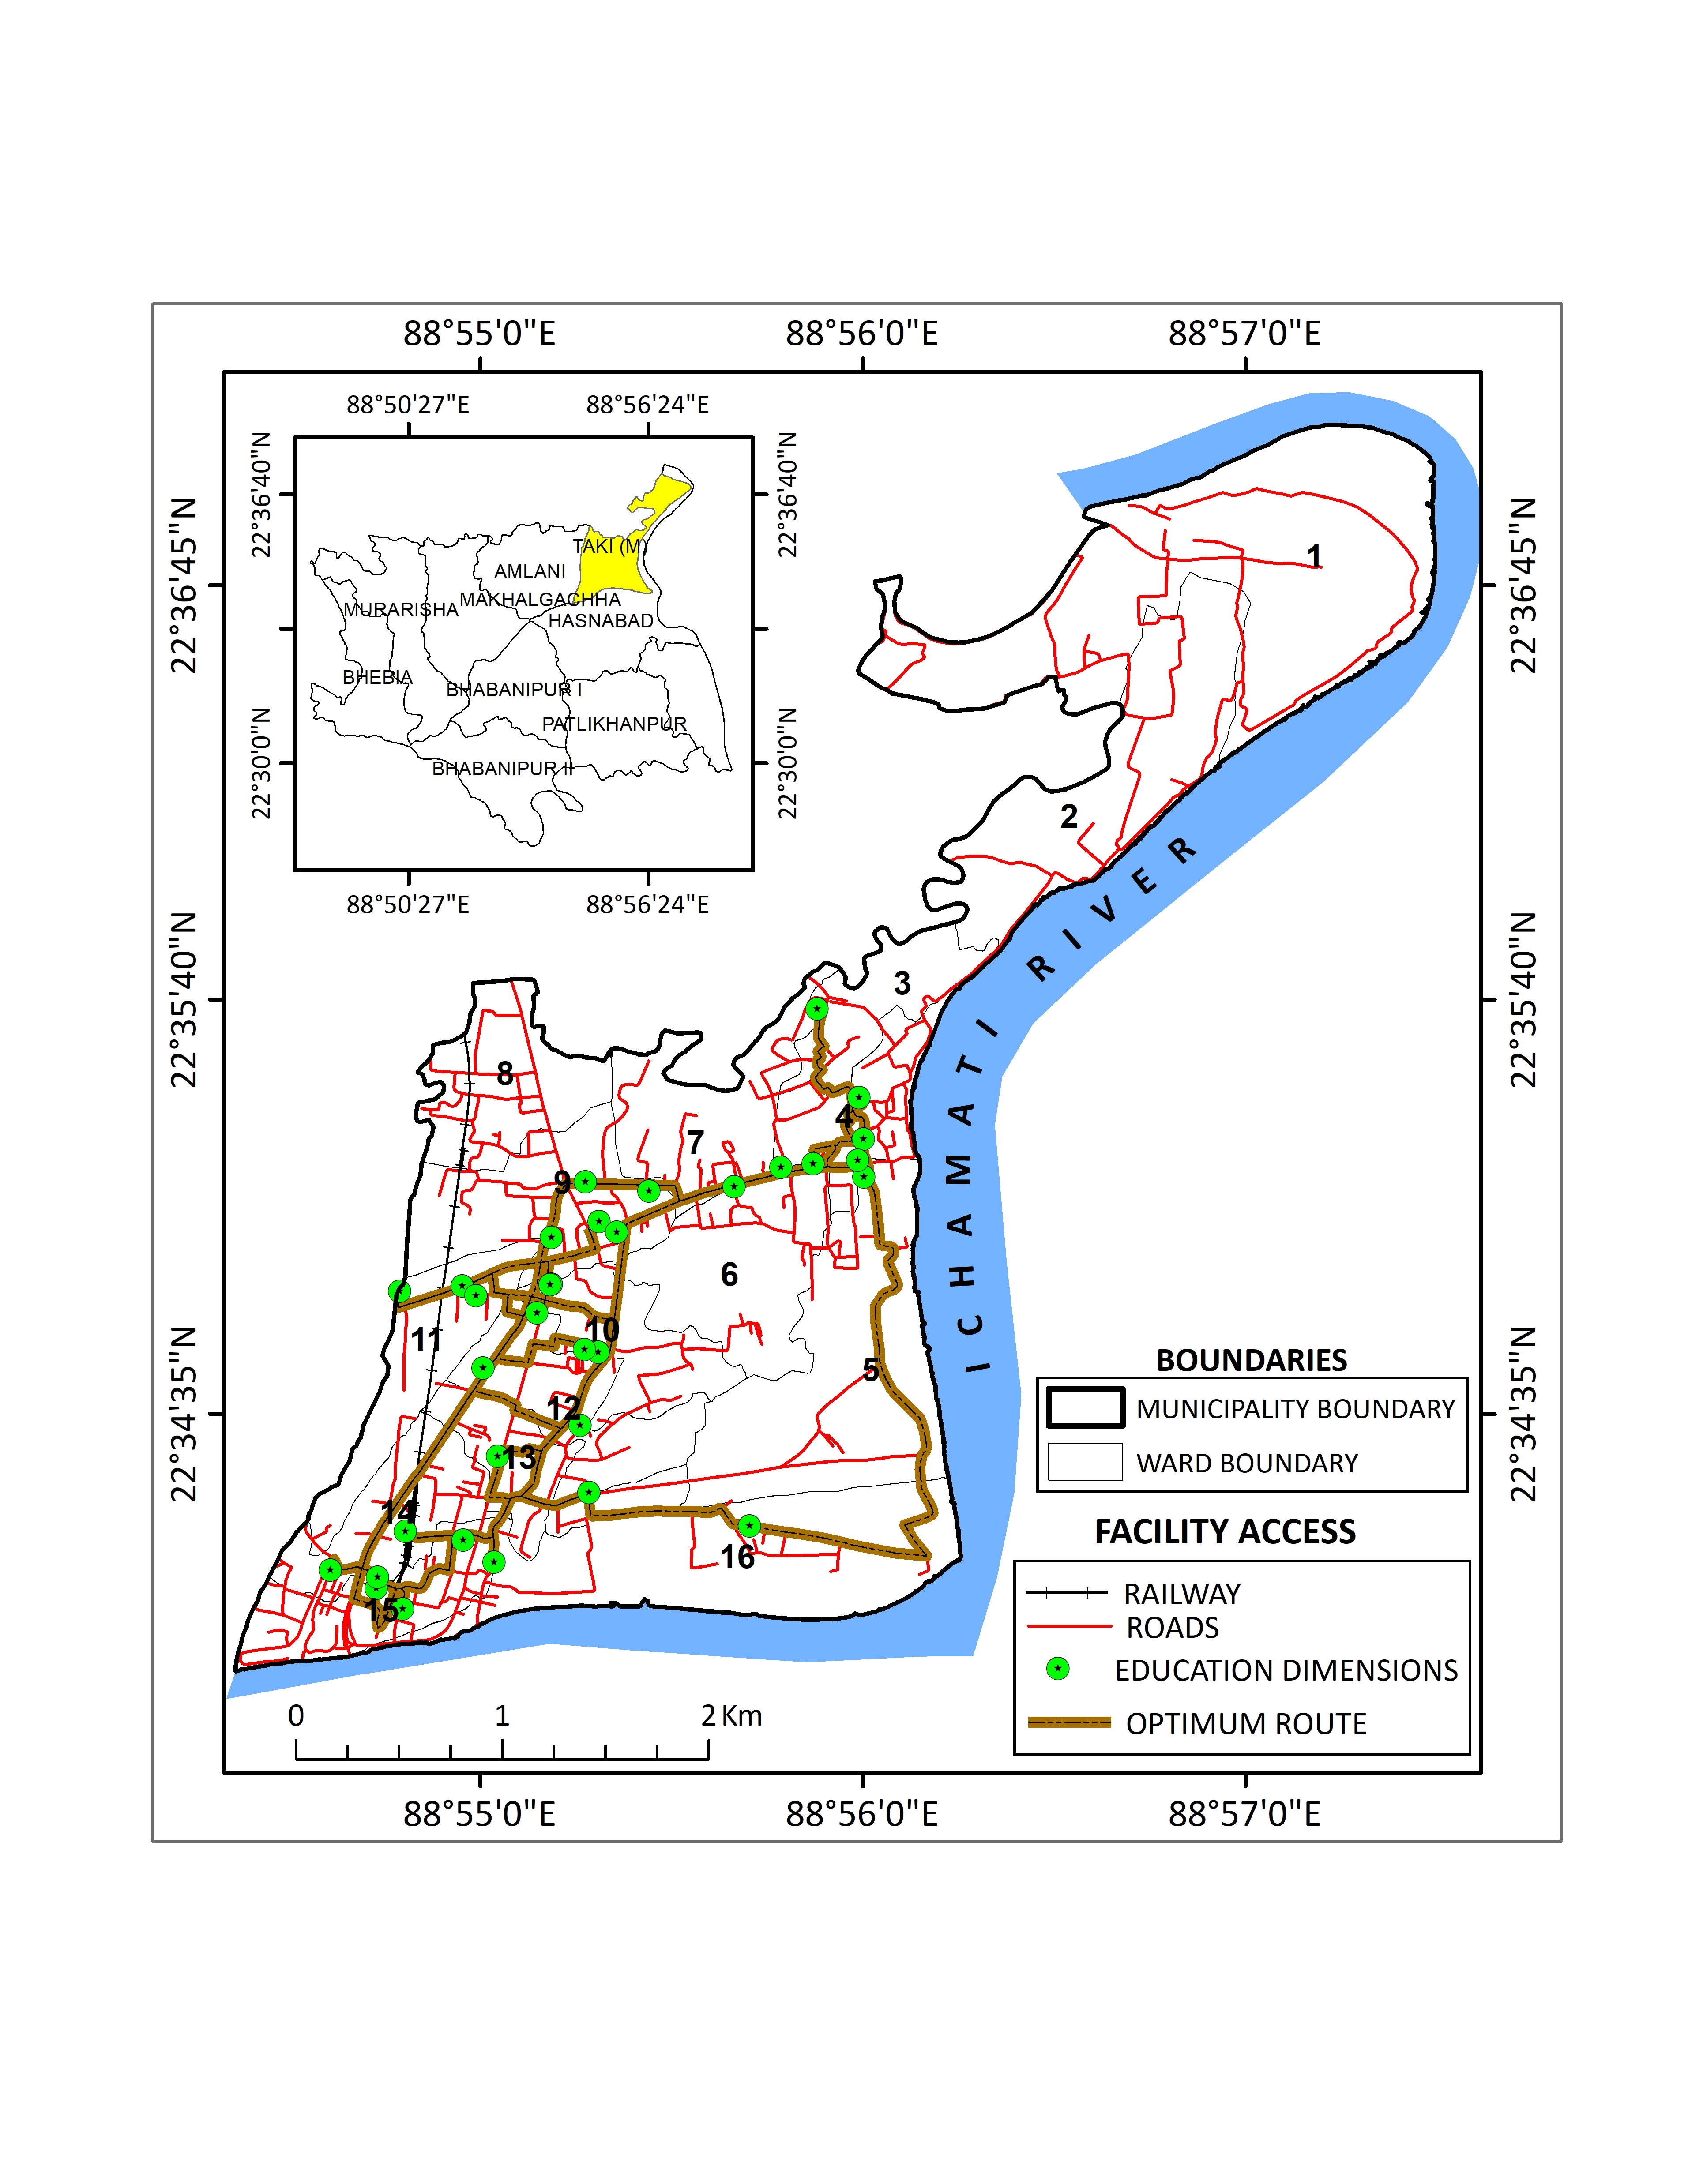 88°55'0"E 88°56'0"E 88°57'0"E
88°50'27"E 88°56'24"E
22°36'40"N 22°36'40"N
22°36'45"N 22°36'45"N
TAKI (M)
AMLANI
MAKHALGACHHA
MURARISHA
HASNABAD
BHEBIA
BHABANIPUR I
PATLIKHANPUR
BHABANIPUR II
22°30'0"N 22°30'0"N
88°50'27"E 88°56'24"E
1
2
3
22°35'40"N 22°35'40"N
8
4
7
9
6
10
11
5
12
13
14
16
15
ICHAMATI RIVER
22°34'35"N 22°34'35"N
BOUNDARIES
MUNICIPALITY BOUNDARY
WARD BOUNDARY
FACILITY ACCESS
RAILWAY
ROADS
EDUCATION DIMENSIONS
OPTIMUM ROUTE
0 1 2 Km
88°55'0"E 88°56'0"E 88°57'0"E